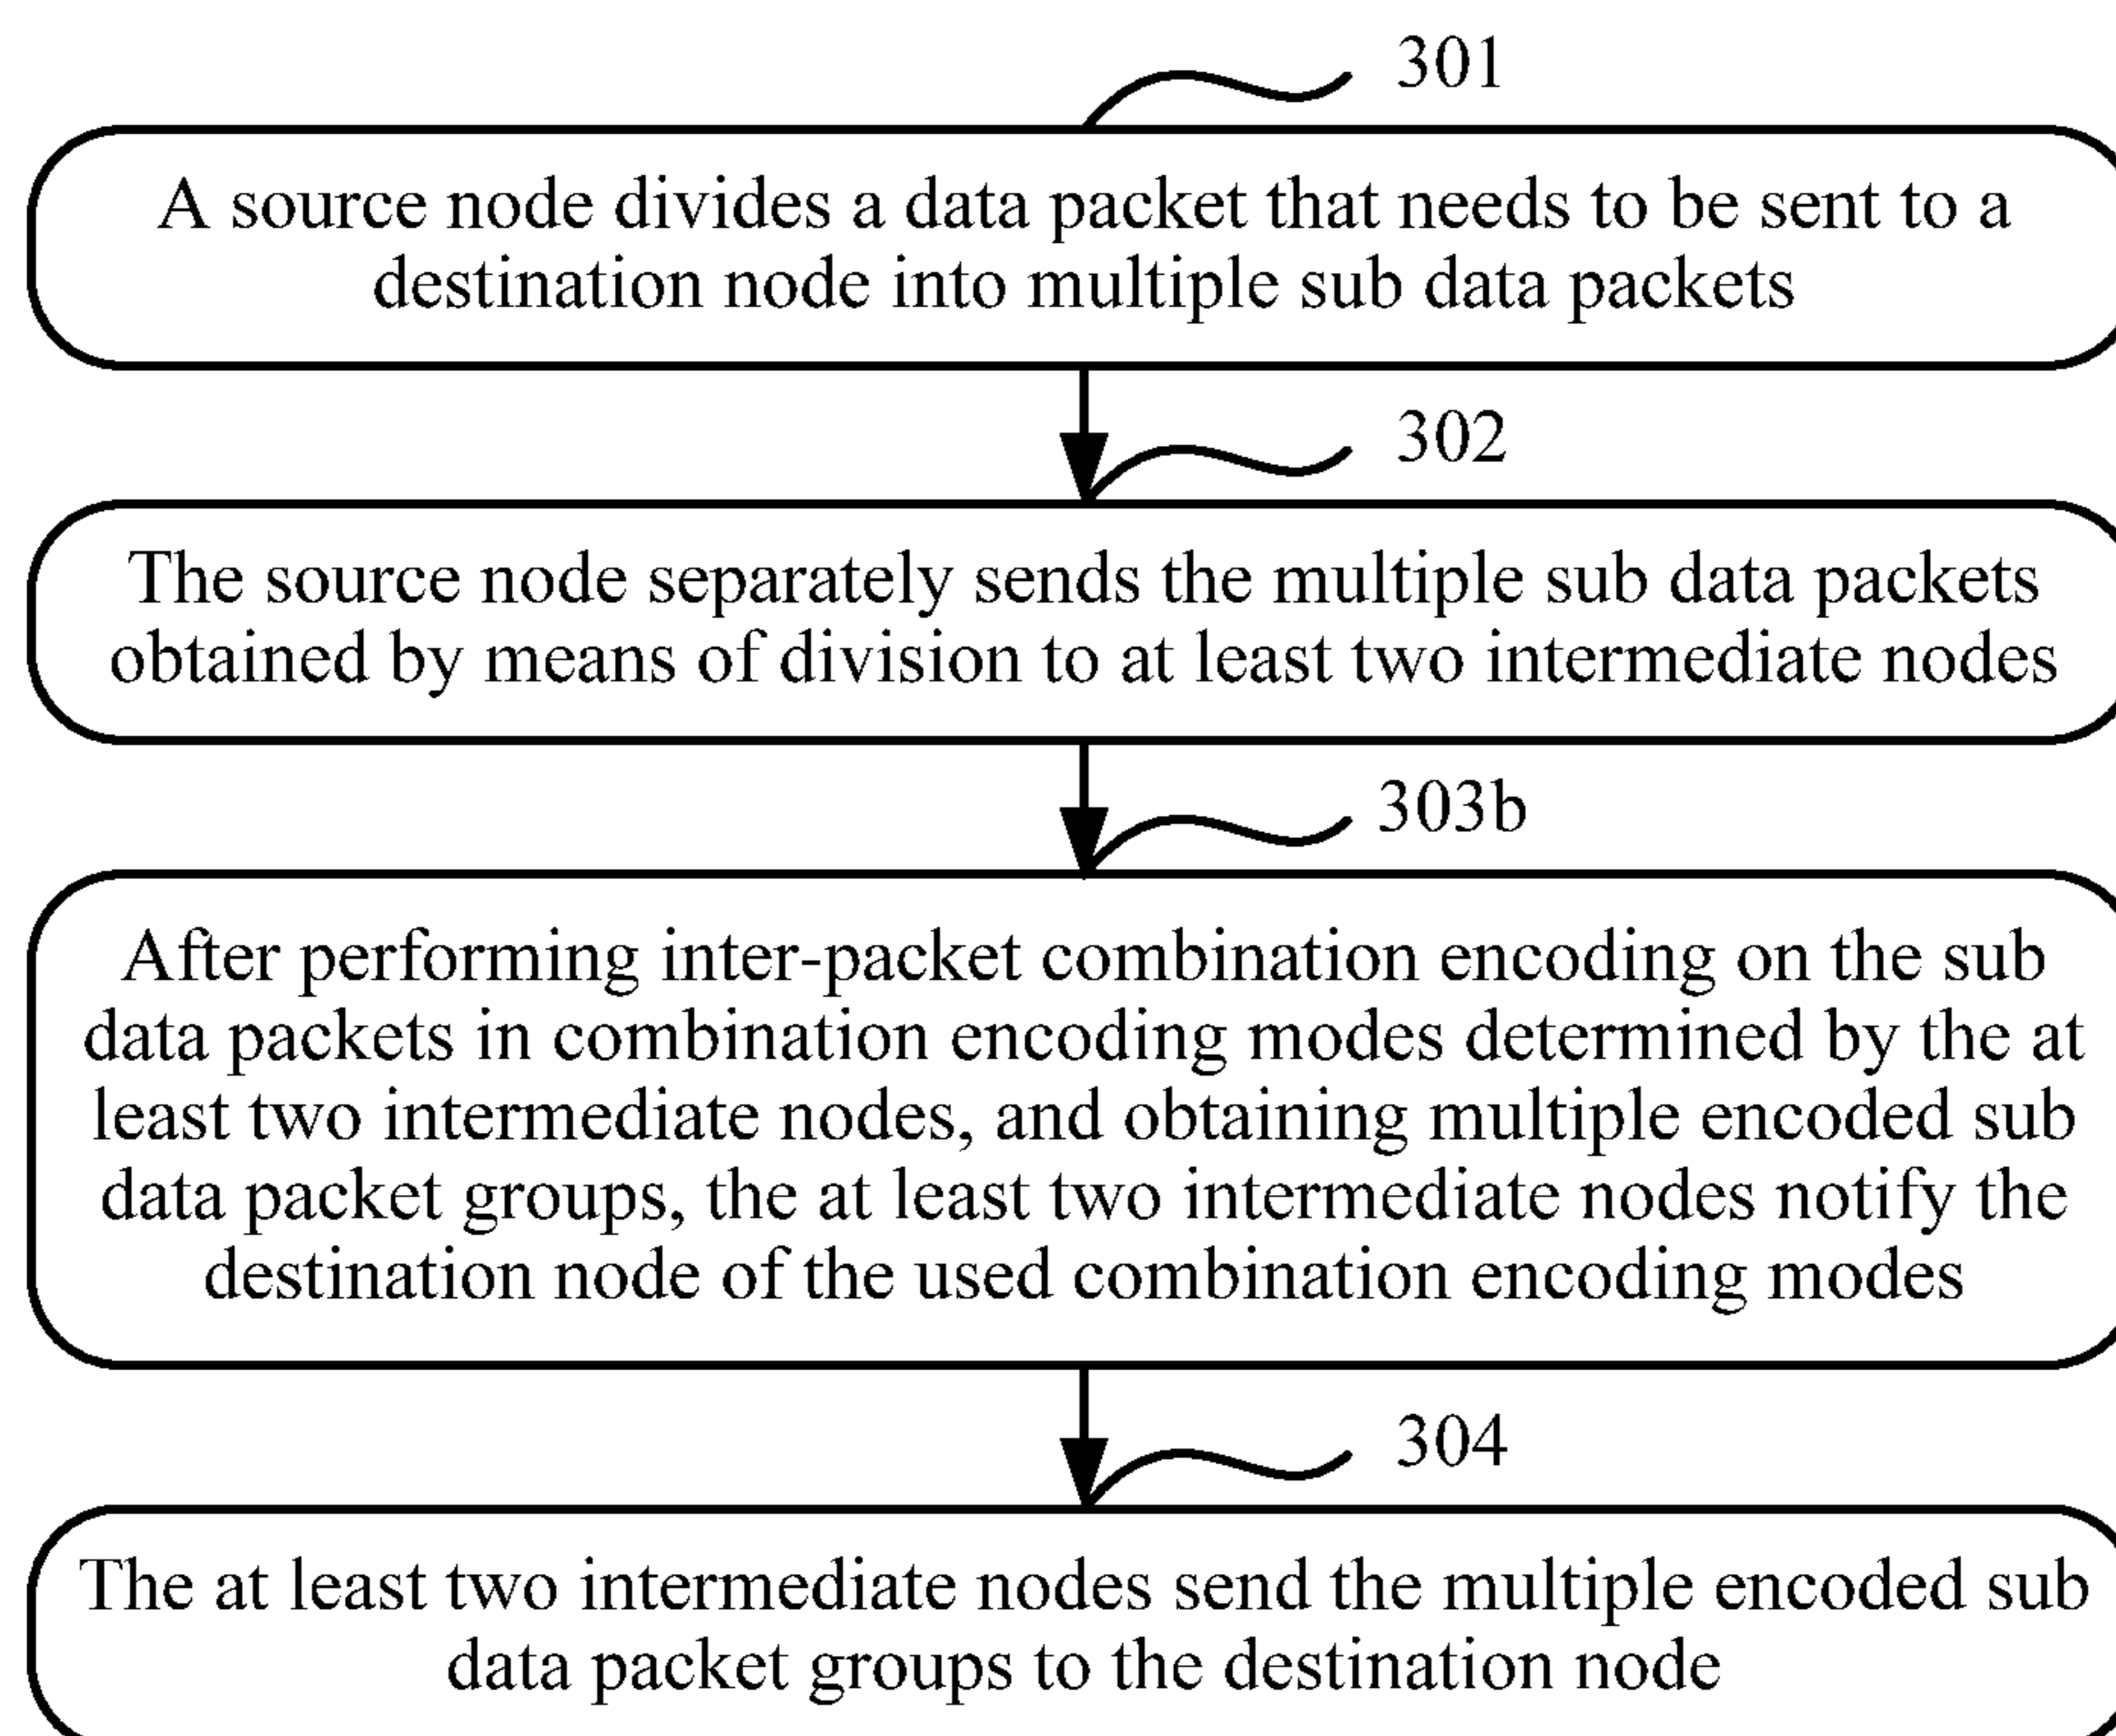 301
A source node divides a data packet that needs to be sent to a
destination node into multiple sub data packets
302
The source node separately sends the multiple sub data packets
obtained by means of division to at least two intermediate nodes
303b
After performing inter-packet combination encoding on the sub
data packets in combination encoding modes determined by the at
least two intermediate nodes, and obtaining multiple encoded sub
data packet groups, the at least two intermediate nodes notify the
destination node of the used combination encoding modes
304
The at least two intermediate nodes send the multiple encoded sub
data packet groups to the destination node